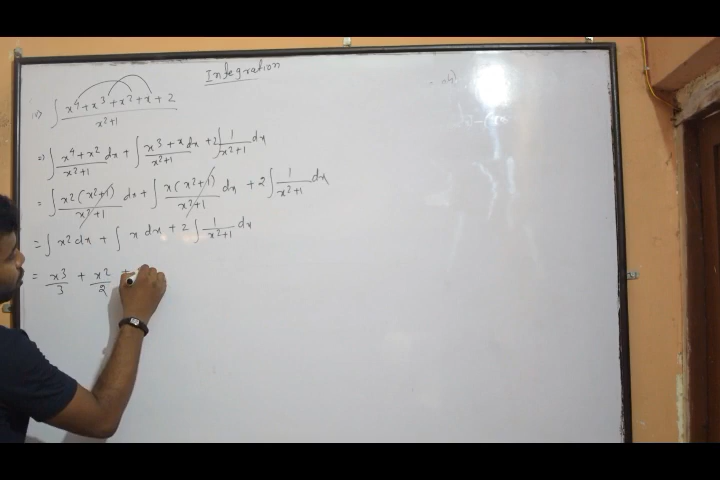 Integration
iv) ∫ x⁴+x³+x²+x+2 / x²+1
⇒ ∫ x⁴+x² / x²+1 dx + ∫ x³+x / x²+1 dx + 2∫ 1 / x²+1 dx
= ∫ x²(x²+1) / x²+1 dx + ∫ x(x²+1) / x²+1 dx + 2∫ 1 / x²+1 dx
= ∫ x² dx + ∫ x dx + 2∫ 1 / x²+1 dx
= x³ / 3 + x² / 2 +